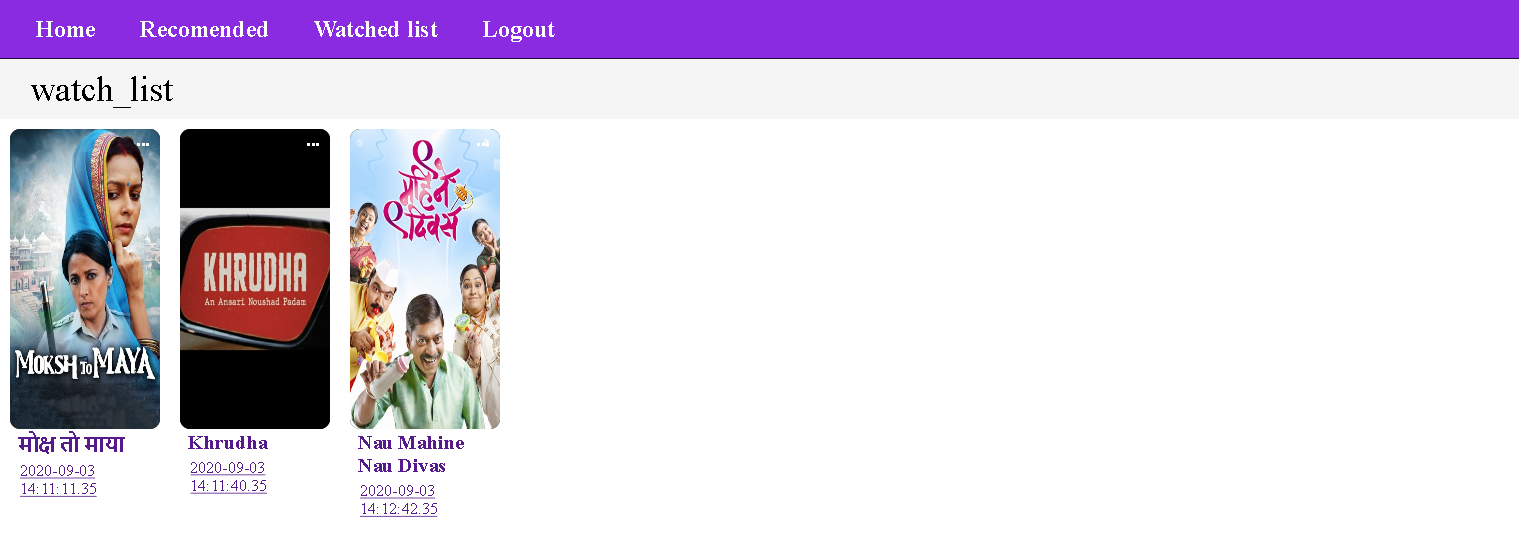 Home Recomended Watched list Logout
watch_list
MOKSH TO MAYA
KHRUDHA
An Ansari Noushad Padam
९
महिने
९ दिवस
मोक्ष तो माया
Khrudha
Nau Mahine
Nau Divas
2020-09-03
14:11:11.35
2020-09-03
14:11:40.35
2020-09-03
14:12:42.35